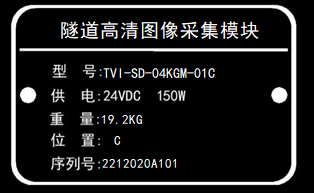 隧道高清图像采集模块
型 号:TVI-SD-04KGM-01C
供 电:24VDC 150W
重 量:19.2KG
位 置: C
序列号:2212020A101